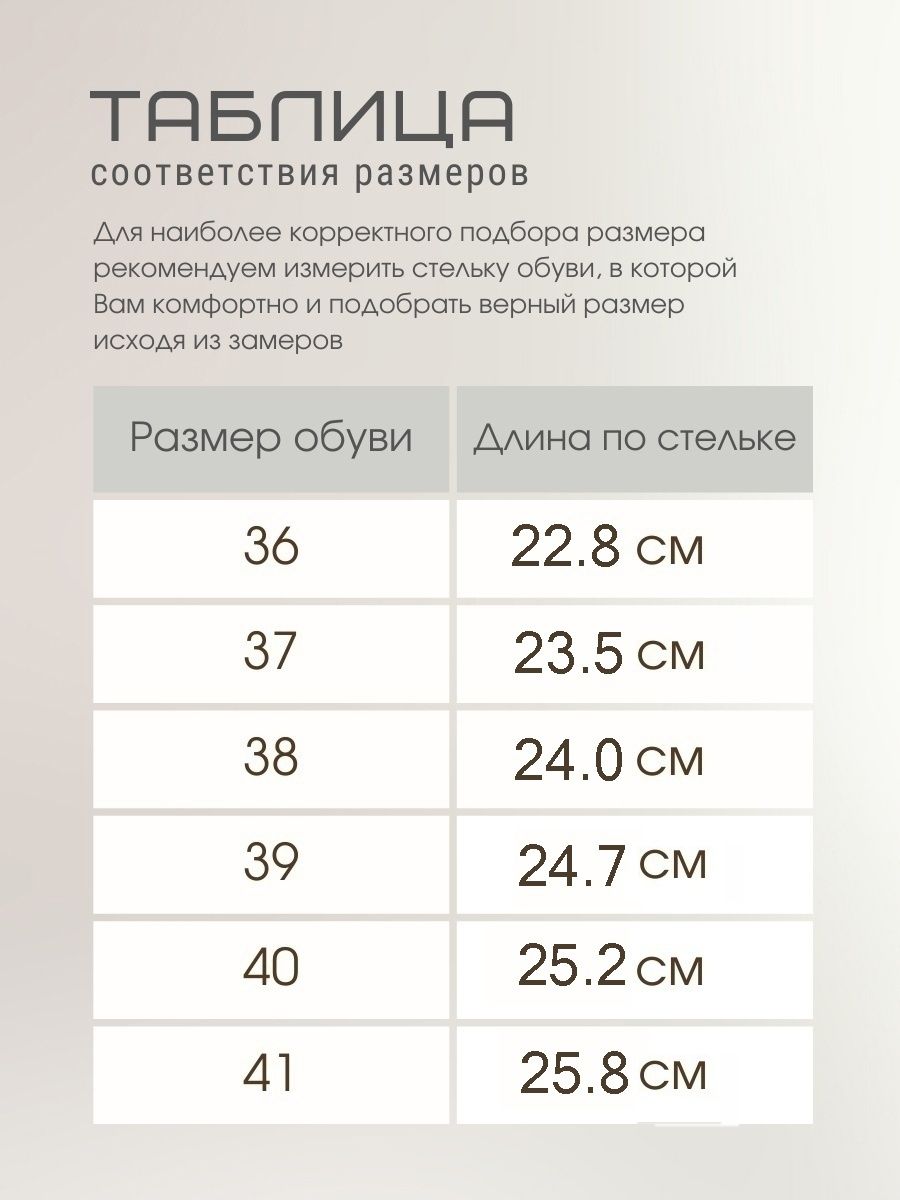 ТАБЛИЦА
соответствия размеров
Для наиболее корректного подбора размера
рекомендуем измерить стельку обуви, в которой
Вам комфортно и подобрать верный размер
исходя из замеров
Размер обуви Длина по стельке
36 22.8 см
37 23.5 см
38 24.0 см
39 24.7 см
40 25.2 см
41 25.8 см